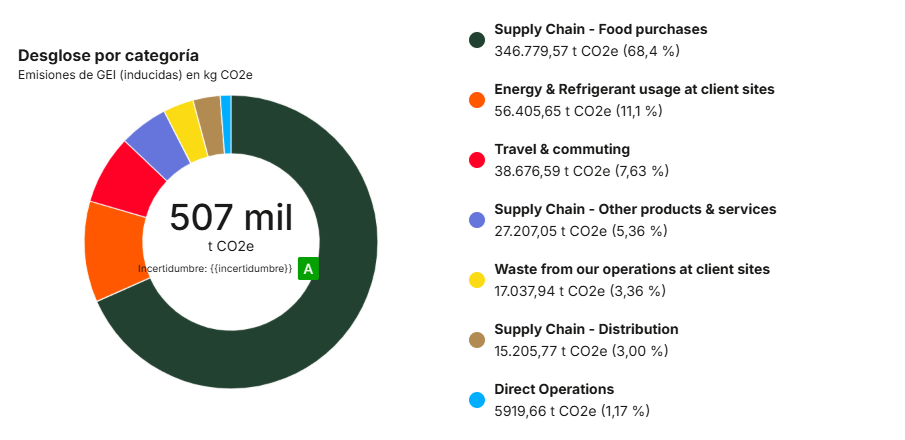 Desglose por categoría
Emisiones de GEI (inducidas) en kg CO2e
507 mil
t CO2e
Incertidumbre: {{incertidumbre}} A
Supply Chain - Food purchases
346.779,57 t CO2e (68,4 %)
Energy & Refrigerant usage at client sites
56.405,65 t CO2e (11,1 %)
Travel & commuting
38.676,59 t CO2e (7,63 %)
Supply Chain - Other products & services
27.207,05 t CO2e (5,36 %)
Waste from our operations at client sites
17.037,94 t CO2e (3,36 %)
Supply Chain - Distribution
15.205,77 t CO2e (3,00 %)
Direct Operations
5919,66 t CO2e (1,17 %)